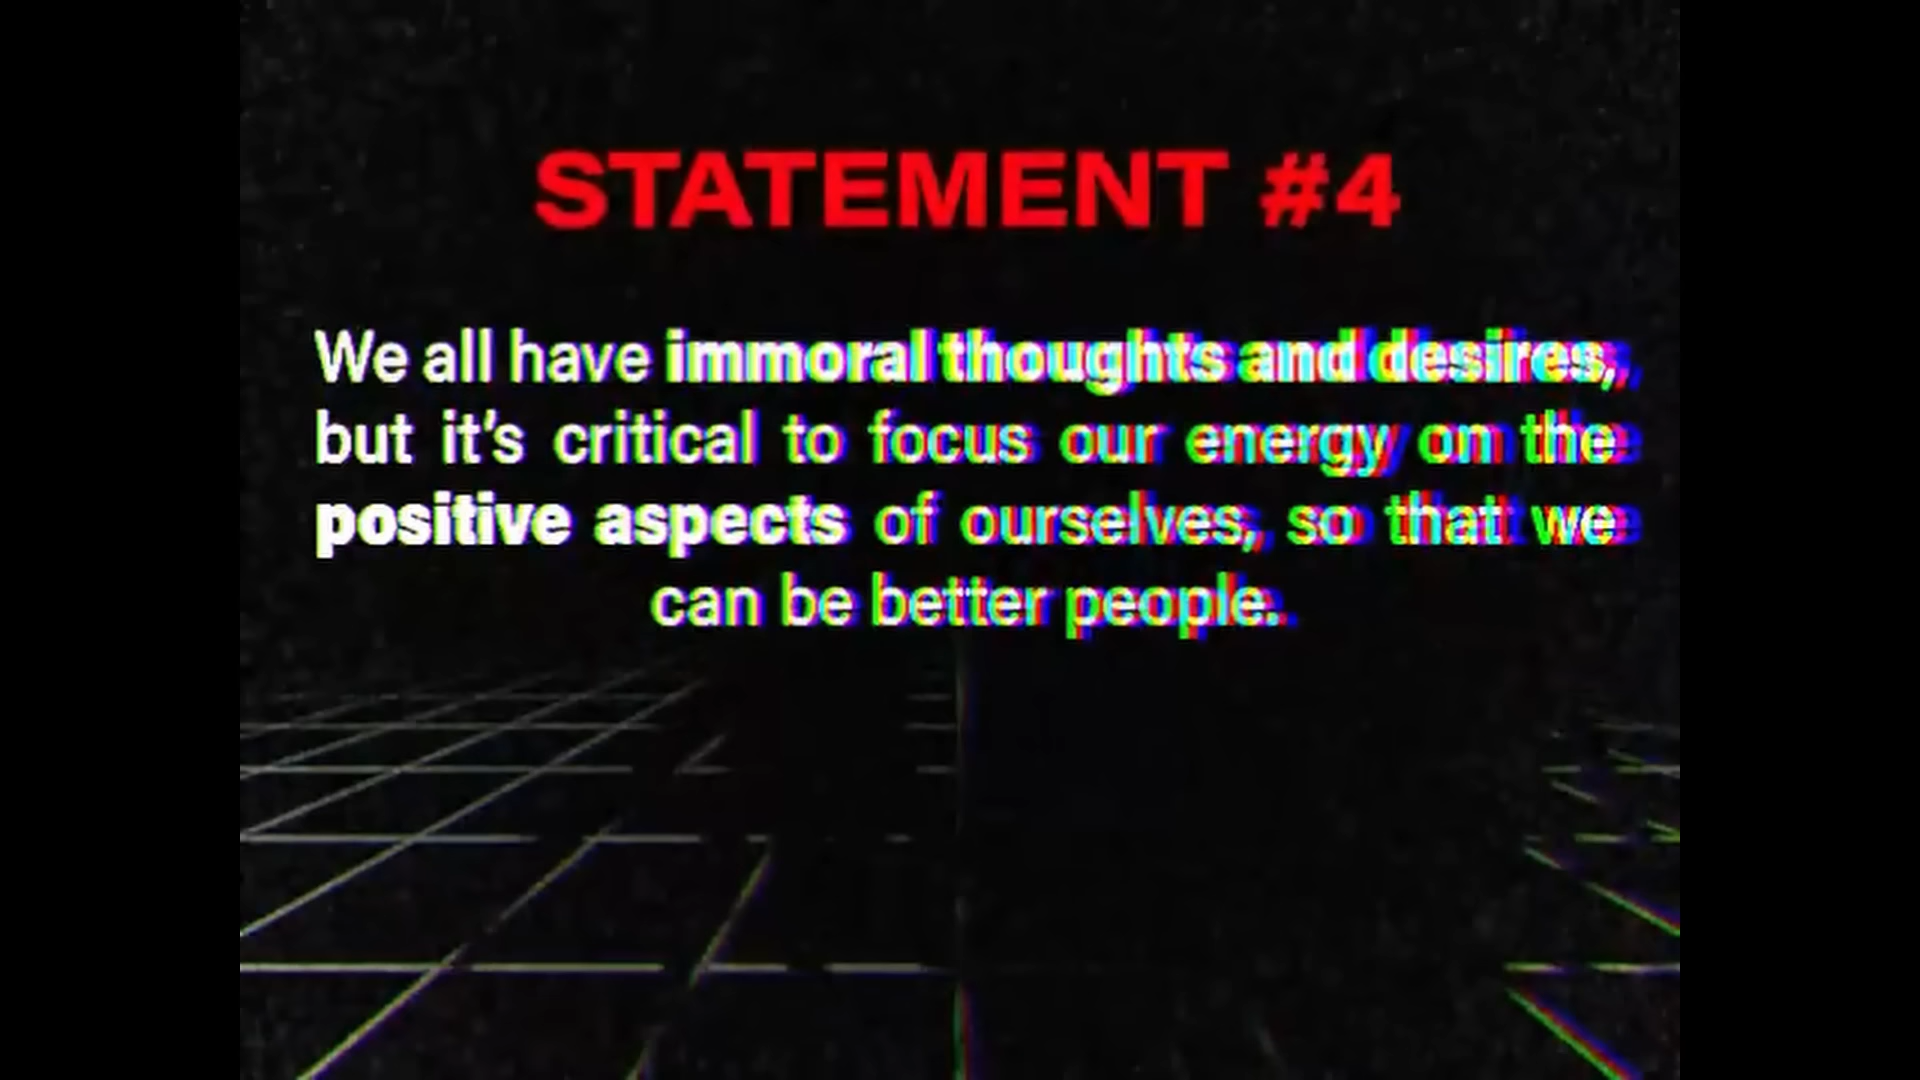 STATEMENT #4
We all have immoral thoughts and desires,
but it's critical to focus our energy on the
positive aspects of ourselves, so that we
can be better people.